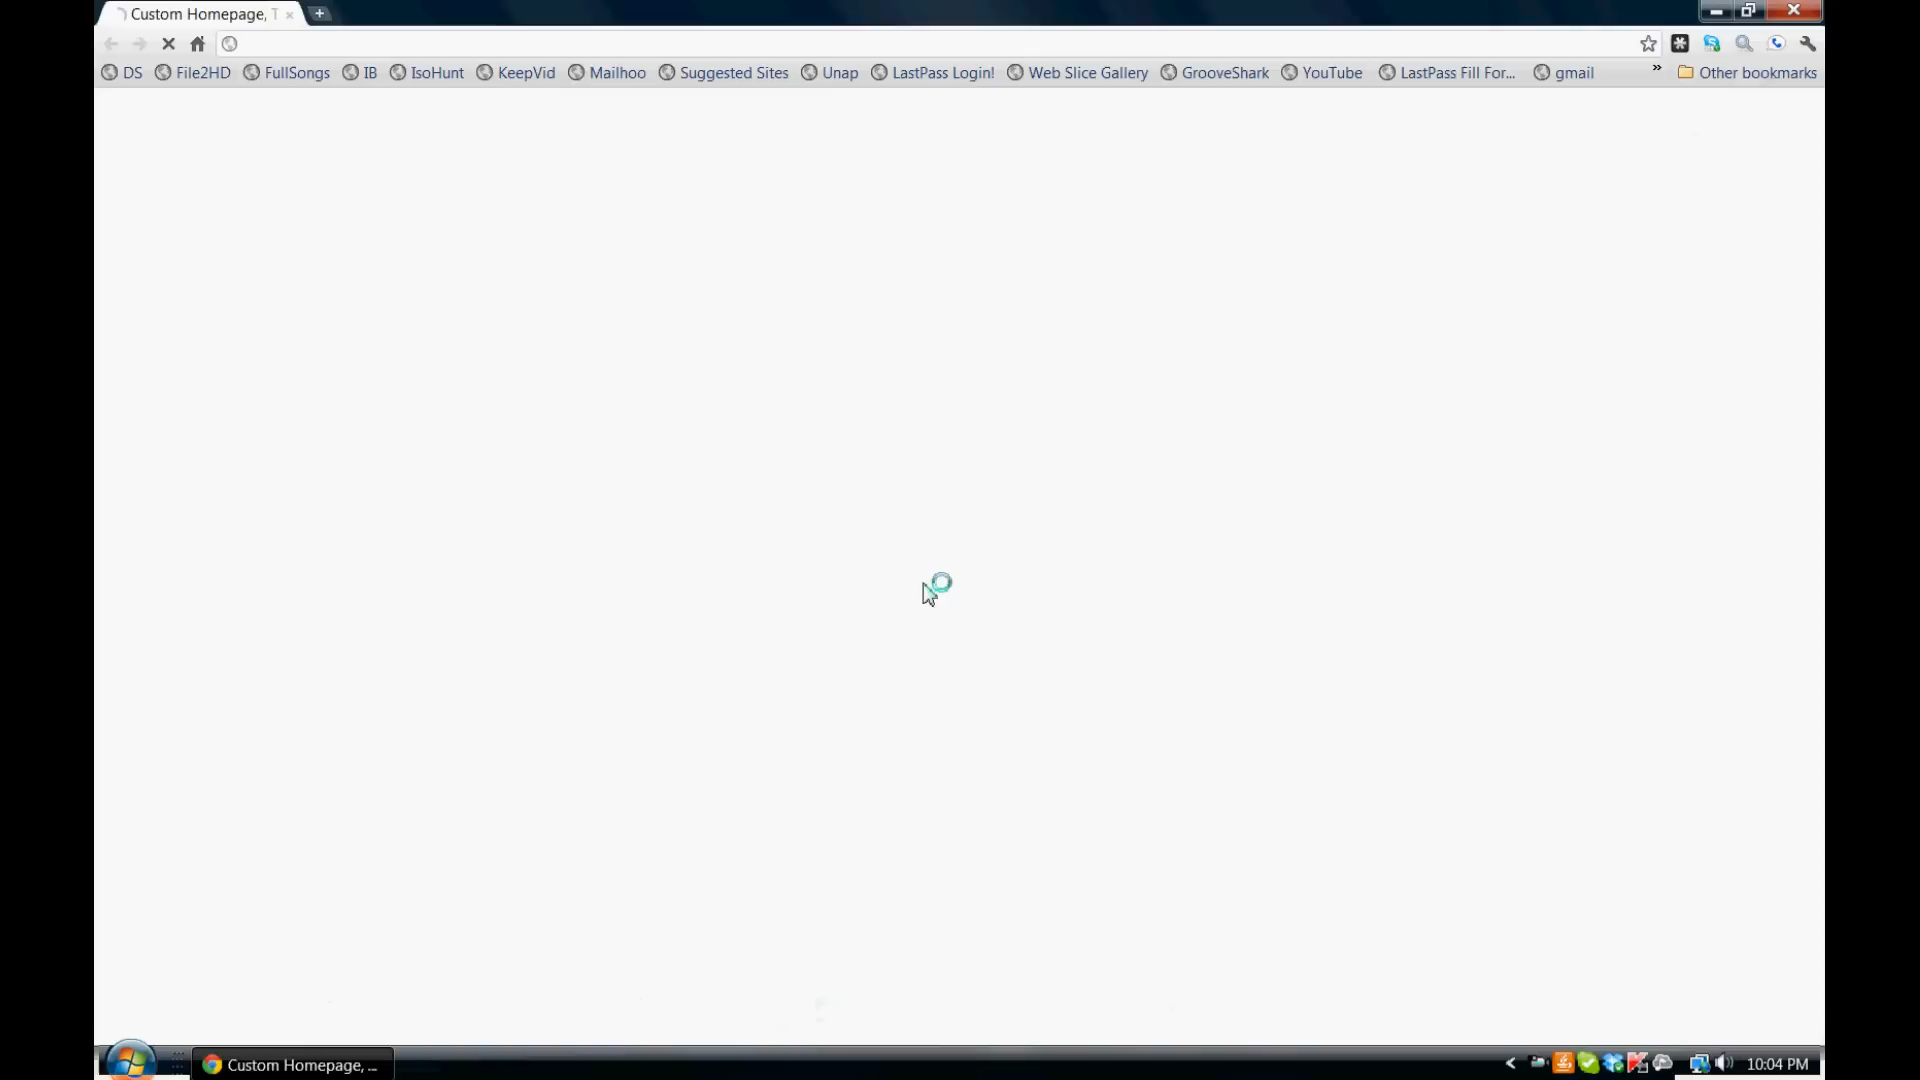 Custom Homepage, T
DS File2HD FullSongs IB IsoHunt KeepVid Mailhoo Suggested Sites Unap LastPass Login! Web Slice Gallery GrooveShark YouTube LastPass Fill For... gmail » Other bookmarks
Custom Homepage, ... 10:04 PM